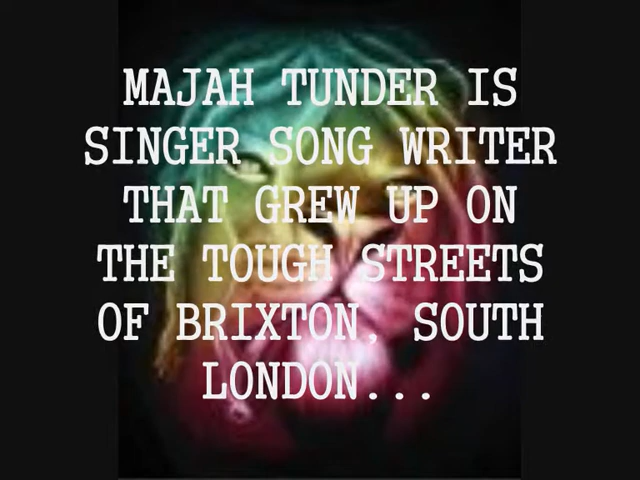 MAJAH TUNDER IS
SINGER SONG WRITER
THAT GREW UP ON
THE TOUGH STREETS
OF BRIXTON, SOUTH
LONDON...